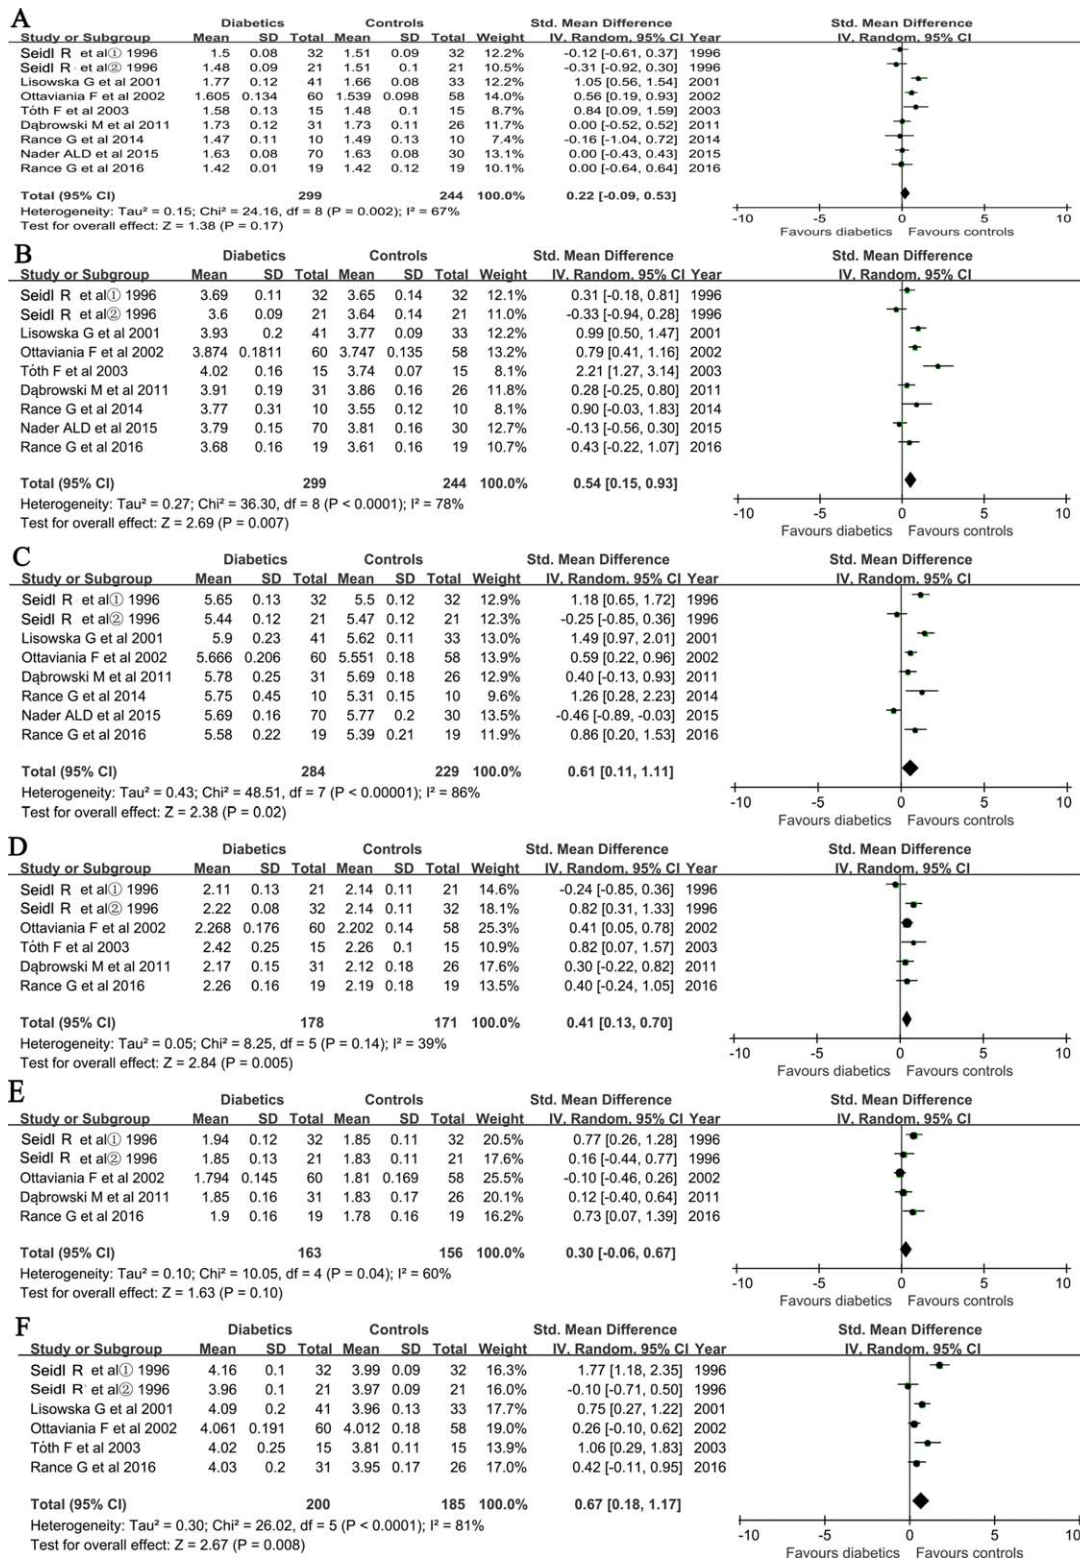 A
Diabetics Controls Std. Mean Difference Std. Mean Difference
Study or Subgroup Mean SD Total Mean SD Total Weight IV, Random, 95% CI Year IV, Random, 95% CI
Seidl R et al① 1996 1.5 0.08 32 1.51 0.09 32 12.2% -0.12 [-0.61, 0.37] 1996
Seidl R et al② 1996 1.48 0.09 21 1.51 0.1 21 10.5% -0.31 [-0.92, 0.30] 1996
Lisowska G et al 2001 1.77 0.12 41 1.66 0.08 33 11.7% 1.05 [0.56, 1.54] 2001
Ottaviania F et al 2002 1.605 0.134 60 1.539 0.098 58 14.0% 0.56 [0.19, 0.93] 2002
Tóth F et al 2003 1.58 0.13 15 1.48 0.1 15 8.7% 0.84 [0.09, 1.59] 2003
Dąbrowski M et al 2011 1.73 0.12 31 1.73 0.11 26 11.7% 0.00 [-0.52, 0.52] 2011
Rance G et al 2014 1.47 0.11 10 1.49 0.13 10 7.4% -0.16 [-1.04, 0.72] 2014
Nader ALD et al 2015 1.63 0.08 70 1.63 0.08 30 13.1% 0.00 [-0.43, 0.43] 2015
Rance G et al 2016 1.42 0.01 19 1.42 0.12 19 10.7% 0.00 [-0.64, 0.64] 2016
Total (95% CI) 299 244 100.0% 0.22 [-0.09, 0.53]
Heterogeneity: Tau² = 0.15; Chi² = 24.16, df = 8 (P = 0.002); I² = 67%
Test for overall effect: Z = 1.38 (P = 0.17)
-10 -5 0 5 10
Favours diabetics Favours controls
B
Diabetics Controls Std. Mean Difference Std. Mean Difference
Study or Subgroup Mean SD Total Mean SD Total Weight IV, Random, 95% CI Year IV, Random, 95% CI
Seidl R et al① 1996 3.69 0.11 32 3.65 0.14 32 12.1% 0.31 [-0.18, 0.81] 1996
Seidl R et al② 1996 3.6 0.09 21 3.64 0.14 21 11.0% -0.33 [-0.94, 0.28] 1996
Lisowska G et al 2001 3.93 0.2 41 3.77 0.09 33 12.2% 0.99 [0.50, 1.47] 2001
Ottaviania F et al 2002 3.874 0.1811 60 3.747 0.135 58 13.2% 0.79 [0.41, 1.16] 2002
Tóth F et al 2003 4.02 0.16 15 3.74 0.07 15 8.1% 2.21 [1.27, 3.14] 2003
Dąbrowski M et al 2011 3.91 0.19 31 3.86 0.16 26 11.8% 0.28 [-0.25, 0.80] 2011
Rance G et al 2014 3.77 0.31 10 3.55 0.12 10 8.1% 0.90 [-0.03, 1.83] 2014
Nader ALD et al 2015 3.79 0.15 70 3.81 0.16 30 12.7% -0.13 [-0.56, 0.30] 2015
Rance G et al 2016 3.68 0.16 19 3.61 0.16 19 10.7% 0.43 [-0.22, 1.07] 2016
Total (95% CI) 299 244 100.0% 0.54 [0.15, 0.93]
Heterogeneity: Tau² = 0.27; Chi² = 36.30, df = 8 (P < 0.0001); I² = 78%
Test for overall effect: Z = 2.69 (P = 0.007)
-10 -5 0 5 10
Favours diabetics Favours controls
C
Diabetics Controls Std. Mean Difference Std. Mean Difference
Study or Subgroup Mean SD Total Mean SD Total Weight IV, Random, 95% CI Year IV, Random, 95% CI
Seidl R et al① 1996 5.65 0.13 32 5.5 0.12 32 12.9% 1.18 [0.65, 1.72] 1996
Seidl R et al② 1996 5.44 0.12 21 5.47 0.12 21 12.3% -0.25 [-0.85, 0.36] 1996
Lisowska G et al 2001 5.9 0.23 41 5.62 0.11 33 13.0% 1.49 [0.97, 2.01] 2001
Ottaviania F et al 2002 5.666 0.206 60 5.551 0.18 58 13.9% 0.59 [0.22, 0.96] 2002
Dąbrowski M et al 2011 5.78 0.25 31 5.69 0.18 26 12.9% 0.40 [-0.13, 0.93] 2011
Rance G et al 2014 5.75 0.45 10 5.31 0.15 10 9.6% 1.26 [0.28, 2.23] 2014
Nader ALD et al 2015 5.69 0.16 70 5.77 0.2 30 13.5% -0.46 [-0.89, -0.03] 2015
Rance G et al 2016 5.58 0.22 19 5.39 0.21 19 11.9% 0.86 [0.20, 1.53] 2016
Total (95% CI) 284 229 100.0% 0.61 [0.11, 1.11]
Heterogeneity: Tau² = 0.43; Chi² = 48.51, df = 7 (P < 0.00001); I² = 86%
Test for overall effect: Z = 2.38 (P = 0.02)
-10 -5 0 5 10
Favours diabetics Favours controls
D
Diabetics Controls Std. Mean Difference Std. Mean Difference
Study or Subgroup Mean SD Total Mean SD Total Weight IV, Random, 95% CI Year IV, Random, 95% CI
Seidl R et al① 1996 2.11 0.13 21 2.14 0.11 21 14.6% -0.24 [-0.85, 0.36] 1996
Seidl R et al② 1996 2.22 0.08 32 2.14 0.11 32 18.1% 0.82 [0.31, 1.33] 1996
Ottaviania F et al 2002 2.268 0.176 60 2.202 0.14 58 25.3% 0.41 [0.05, 0.78] 2002
Tóth F et al 2003 2.42 0.25 15 2.26 0.1 15 10.9% 0.82 [0.07, 1.57] 2003
Dąbrowski M et al 2011 2.17 0.15 31 2.12 0.18 26 17.6% 0.30 [-0.22, 0.82] 2011
Rance G et al 2016 2.26 0.16 19 2.19 0.18 19 13.5% 0.40 [-0.24, 1.05] 2016
Total (95% CI) 178 171 100.0% 0.41 [0.13, 0.70]
Heterogeneity: Tau² = 0.05; Chi² = 8.25, df = 5 (P = 0.14); I² = 39%
Test for overall effect: Z = 2.84 (P = 0.005)
-10 -5 0 5 10
Favours diabetics Favours controls
E
Diabetics Controls Std. Mean Difference Std. Mean Difference
Study or Subgroup Mean SD Total Mean SD Total Weight IV, Random, 95% CI Year IV, Random, 95% CI
Seidl R et al① 1996 1.94 0.12 32 1.85 0.11 32 20.5% 0.77 [0.26, 1.28] 1996
Seidl R et al② 1996 1.85 0.13 21 1.83 0.11 21 17.6% 0.16 [-0.44, 0.77] 1996
Ottaviania F et al 2002 1.794 0.145 60 1.81 0.169 58 25.5% -0.10 [-0.46, 0.26] 2002
Dąbrowski M et al 2011 1.85 0.16 31 1.83 0.17 26 20.1% 0.12 [-0.40, 0.64] 2011
Rance G et al 2016 1.9 0.16 19 1.78 0.16 19 16.2% 0.73 [0.07, 1.39] 2016
Total (95% CI) 163 156 100.0% 0.30 [-0.06, 0.67]
Heterogeneity: Tau² = 0.10; Chi² = 10.05, df = 4 (P = 0.04); I² = 60%
Test for overall effect: Z = 1.63 (P = 0.10)
-10 -5 0 5 10
Favours diabetics Favours controls
F
Diabetics Controls Std. Mean Difference Std. Mean Difference
Study or Subgroup Mean SD Total Mean SD Total Weight IV, Random, 95% CI Year IV, Random, 95% CI
Seidl R et al① 1996 4.16 0.1 32 3.99 0.09 32 16.3% 1.77 [1.18, 2.35] 1996
Seidl R et al② 1996 3.96 0.1 21 3.97 0.09 21 16.0% -0.10 [-0.71, 0.50] 1996
Lisowska G et al 2001 4.09 0.2 41 3.96 0.13 33 17.7% 0.75 [0.27, 1.22] 2001
Ottaviania F et al 2002 4.061 0.191 60 4.012 0.18 58 19.0% 0.26 [-0.10, 0.62] 2002
Tóth F et al 2003 4.02 0.25 15 3.81 0.11 15 13.9% 1.06 [0.29, 1.83] 2003
Rance G et al 2016 4.03 0.2 31 3.95 0.17 26 17.0% 0.42 [-0.11, 0.95] 2016
Total (95% CI) 200 185 100.0% 0.67 [0.18, 1.17]
Heterogeneity: Tau² = 0.30; Chi² = 26.02, df = 5 (P < 0.0001); I² = 81%
Test for overall effect: Z = 2.67 (P = 0.008)
-10 -5 0 5 10
Favours diabetics Favours controls